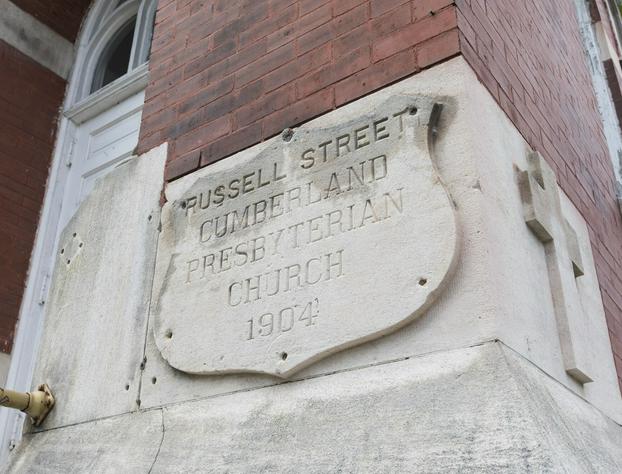 RUSSELL STREET
CUMBERLAND
PRESBYTERIAN
CHURCH
1904